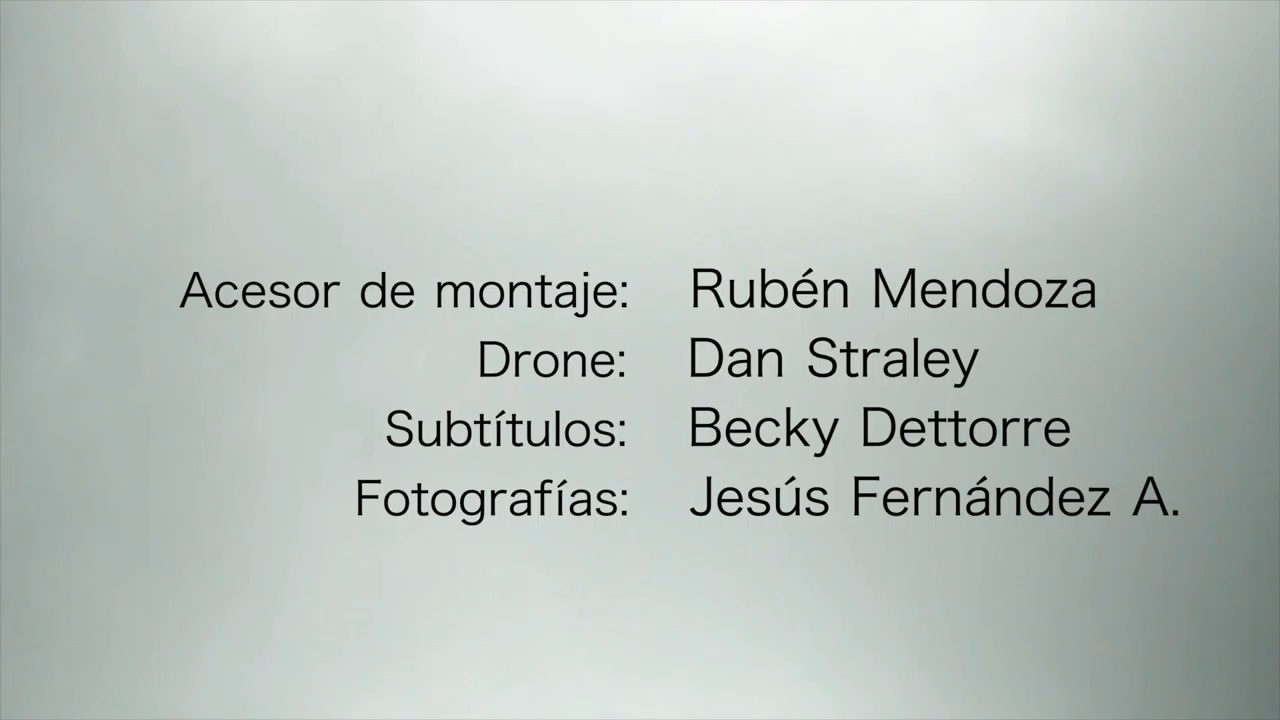 Acesor de montaje: Rubén Mendoza
Drone: Dan Straley
Subtítulos: Becky Dettorre
Fotografías: Jesús Fernández A.